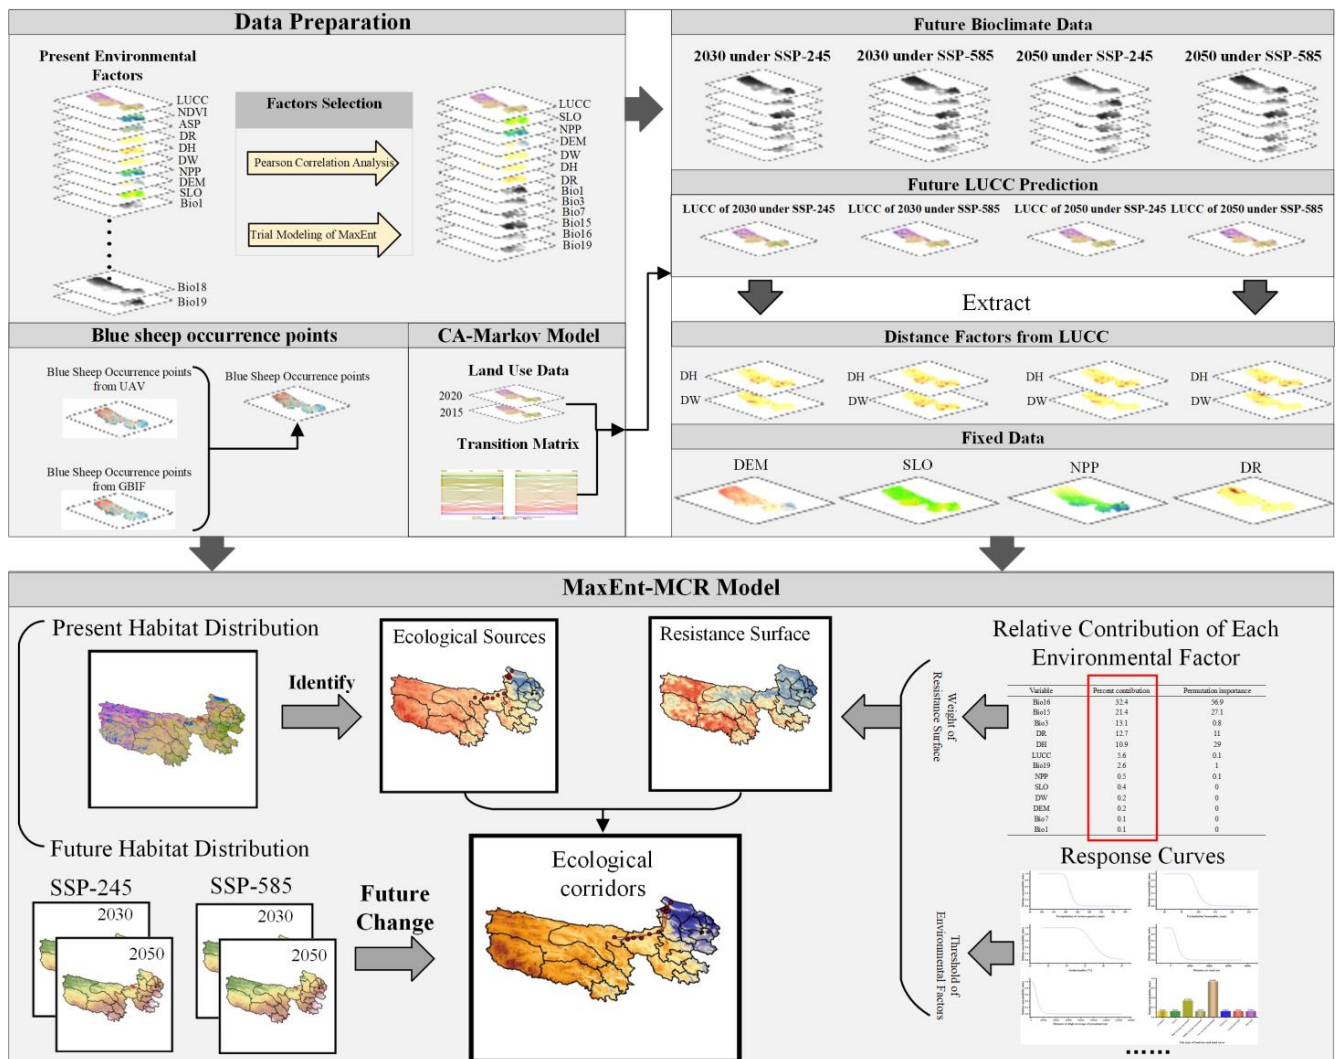 Data Preparation
Present Environmental
Factors
LUCC
NDVI
ASP
DR
DH
DW
NPP
DEM
SLO
Bio1
Bio18
Bio19
Factors Selection
Pearson Correlation Analysis
Trial Modeling of MaxEnt
LUCC
SLO
NPP
DEM
DW
DH
DR
Bio1
Bio3
Bio7
Bio15
Bio16
Bio19
Blue sheep occurrence points
Blue Sheep Occurrence points
from UAV
Blue Sheep Occurrence points
Blue Sheep Occurrence points
from GBIF
CA-Markov Model
Land Use Data
2020
2015
Transition Matrix
Future Bioclimate Data
2030 under SSP-245
2030 under SSP-585
2050 under SSP-245
2050 under SSP-585
Future LUCC Prediction
LUCC of 2030 under SSP-245
LUCC of 2030 under SSP-585
LUCC of 2050 under SSP-245
LUCC of 2050 under SSP-585
Extract
Distance Factors from LUCC
DH
DH
DH
DH
DW
DW
DW
DW
Fixed Data
DEM
SLO
NPP
DR
MaxEnt-MCR Model
Present Habitat Distribution
Identify
Ecological Sources
Resistance Surface
Weight of
Resistance Surface
Relative Contribution of Each
Environmental Factor
Variable Percent contribution Permutation importance
Bio16 32.4 56.9
Bio15 21.4 27.1
Bio3 13.1 0.8
DR 12.7 11
DH 10.9 29
LUCC 5.6 0.1
Bio19 2.6 1
NPP 0.5 0.1
SLO 0.4 0
DW 0.2 0
DEM 0.2 0
Bio7 0.1 0
Bio1 0.1 0
Future Habitat Distribution
SSP-245
SSP-585
2030
2050
2030
2050
Future
Change
Ecological
corridors
Threshold of
Environmental Factors
Response Curves
......